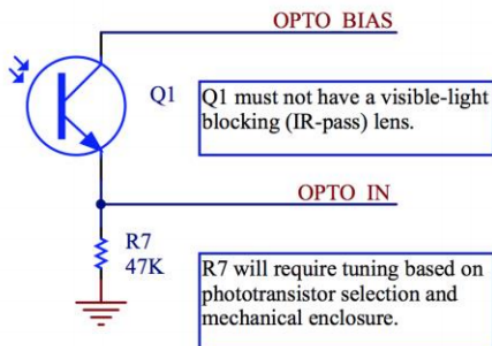 OPTO BIAS
Q1
Q1 must not have a visible-light
blocking (IR-pass) lens.
OPTO IN
R7
47K
R7 will require tuning based on
phototransistor selection and
mechanical enclosure.